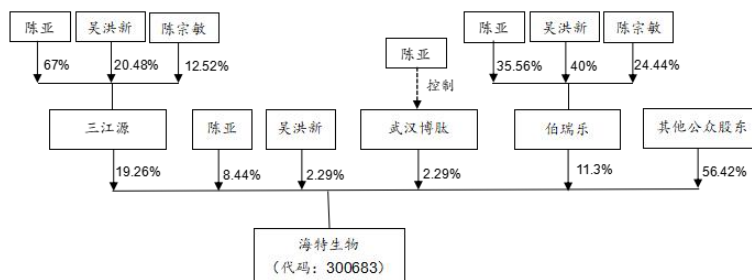 陈亚
吴洪新
陈宗敏
陈亚
陈亚
吴洪新
陈宗敏
67%
20.48%
12.52%
控制
35.56%
40%
24.44%
三江源
陈亚
吴洪新
武汉博肽
伯瑞乐
其他公众股东
19.26%
8.44%
2.29%
2.29%
11.3%
56.42%
海特生物
（代码：300683）